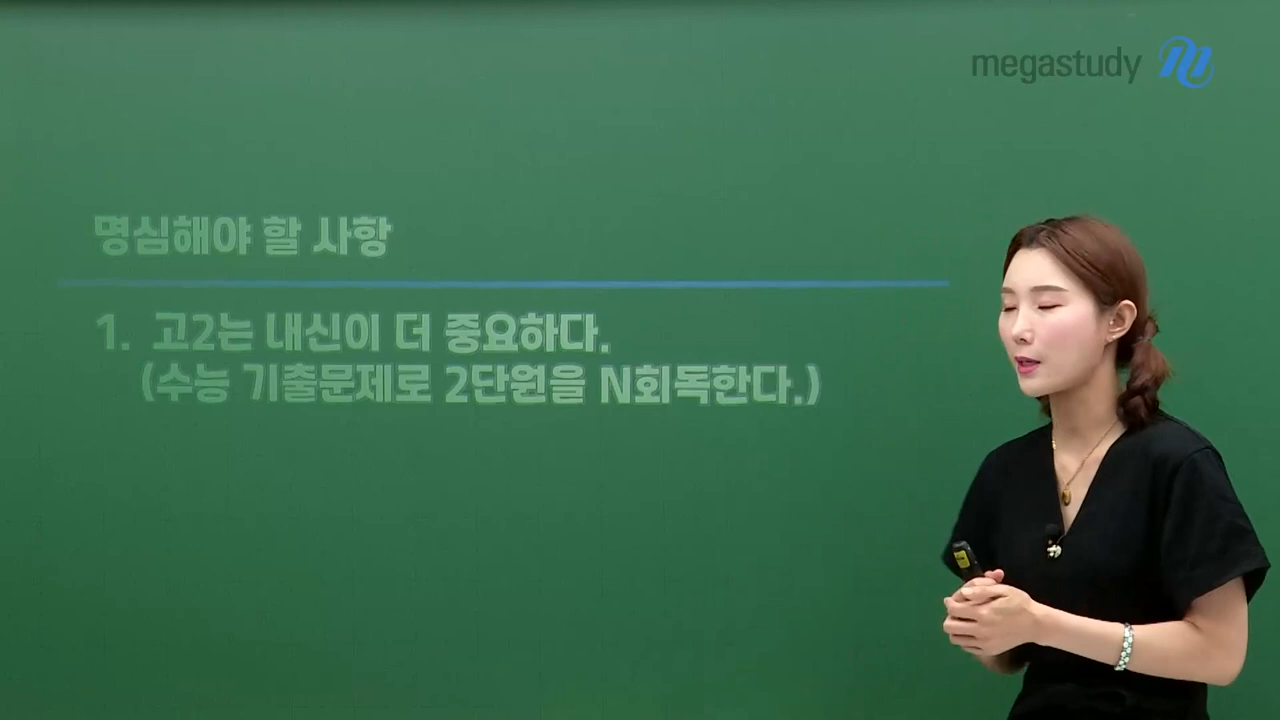 megastudy
명심해야 할 사항
1. 고2는 내신이 더 중요하다.
(수능 기출문제로 2단원을 N회독한다.)